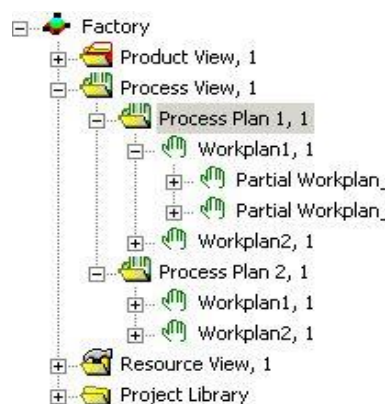 Factory
Product View, 1
Process View, 1
Process Plan 1, 1
Workplan1, 1
Partial Workplan_
Partial Workplan_
Workplan2, 1
Process Plan 2, 1
Workplan1, 1
Workplan2, 1
Resource View, 1
Project Library